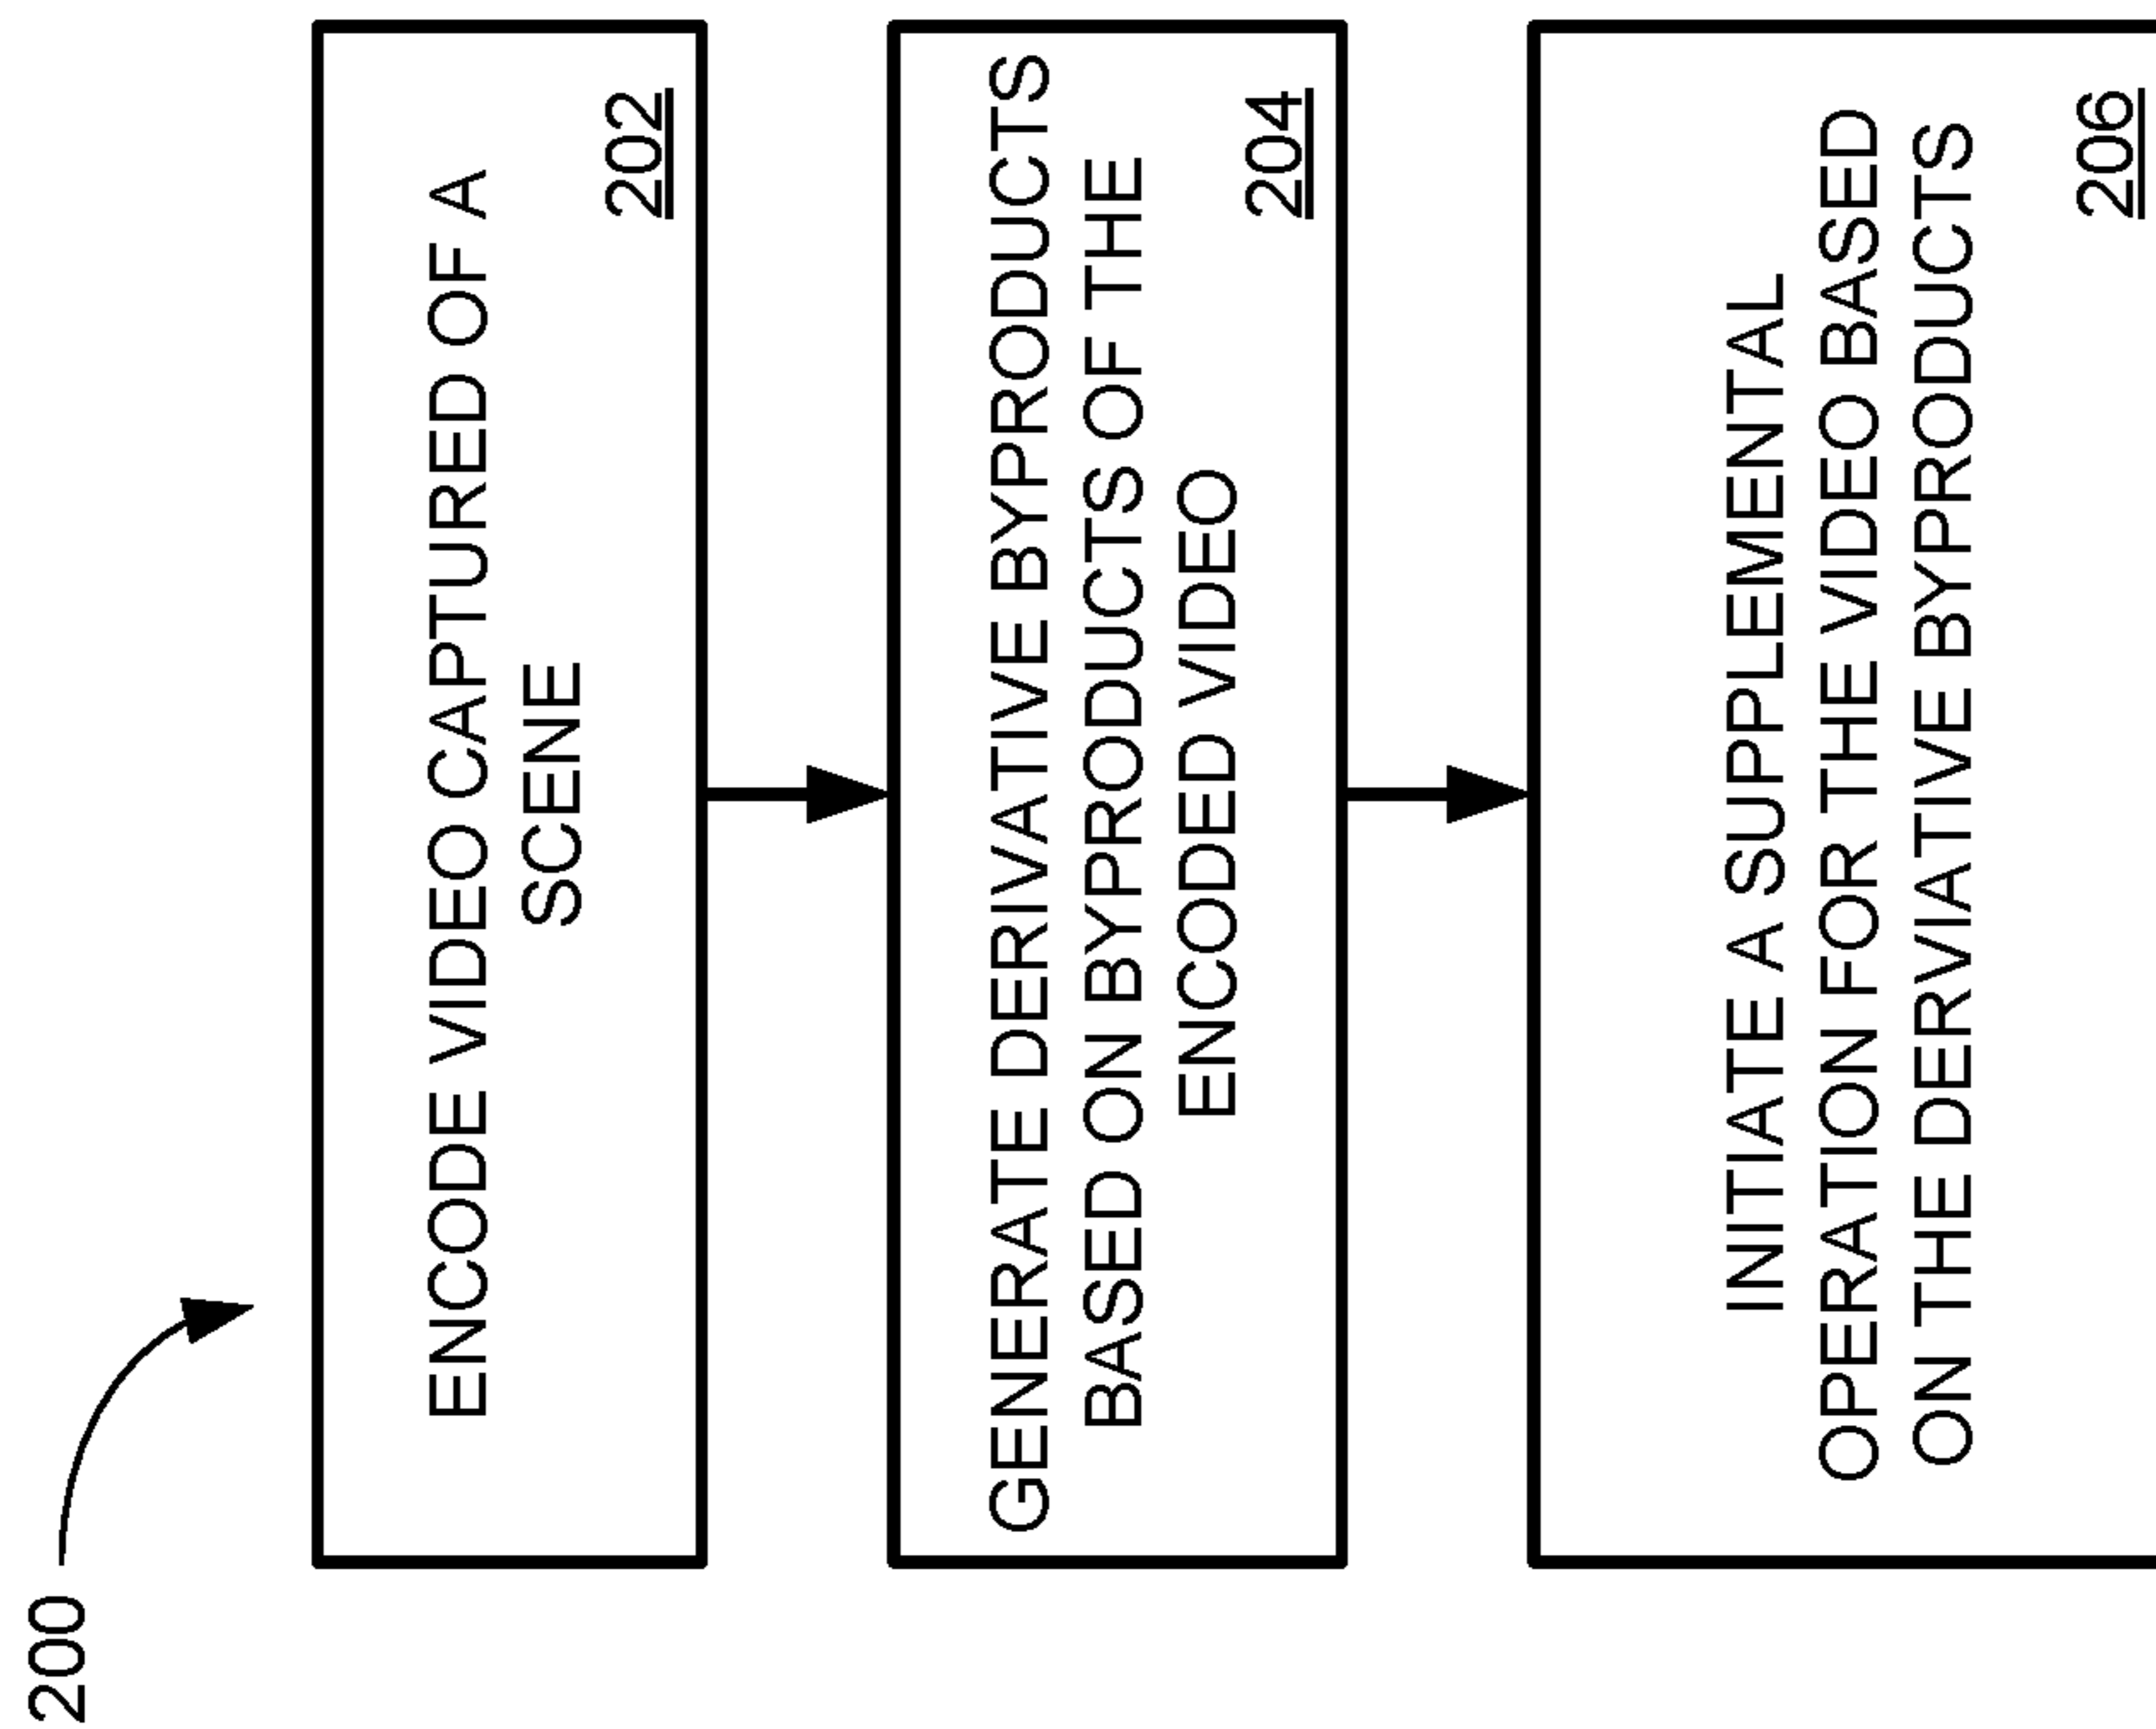 200
ENCODE VIDEO CAPTURED OF A
SCENE
202
GENERATE DERIVATIVE BYPRODUCTS
BASED ON BYPRODUCTS OF THE
ENCODED VIDEO
204
INITIATE A SUPPLEMENTAL
OPERATION FOR THE VIDEO BASED
ON THE DERVIATIVE BYPRODUCTS
206